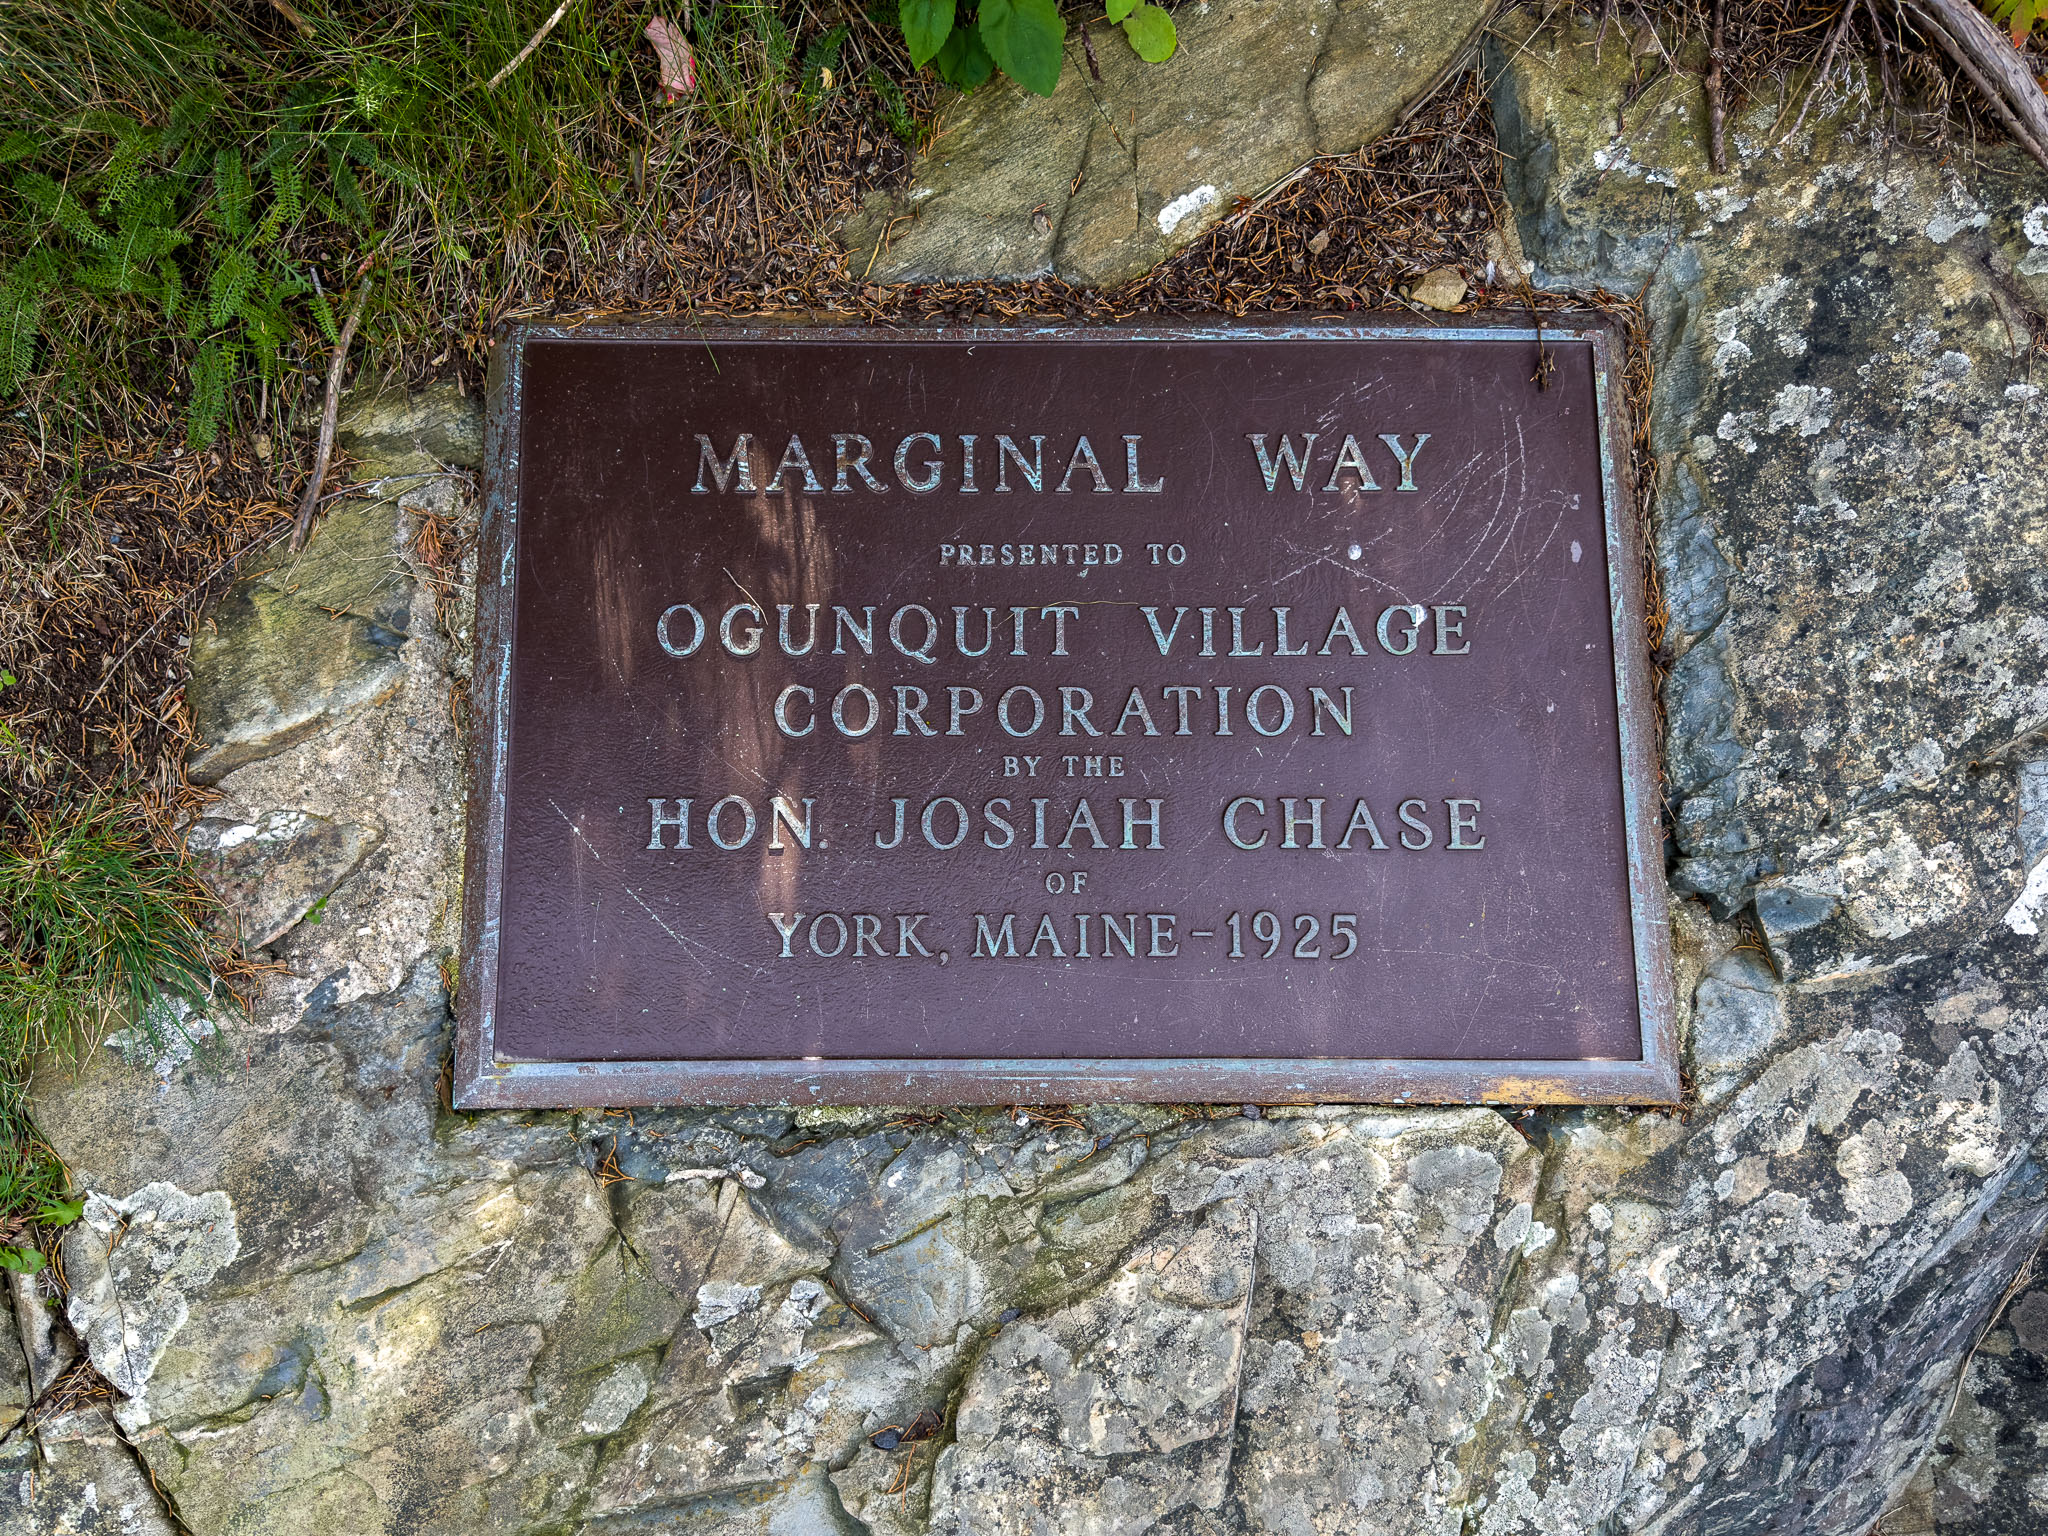 MARGINAL WAY
PRESENTED TO
OGUNQUIT VILLAGE
CORPORATION
BY THE
HON. JOSIAH CHASE
OF
YORK, MAINE-1925